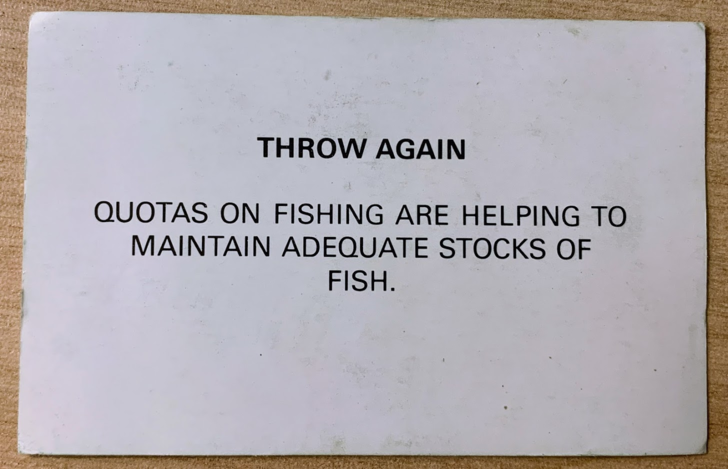 THROW AGAIN
QUOTAS ON FISHING ARE HELPING TO
MAINTAIN ADEQUATE STOCKS OF
FISH.